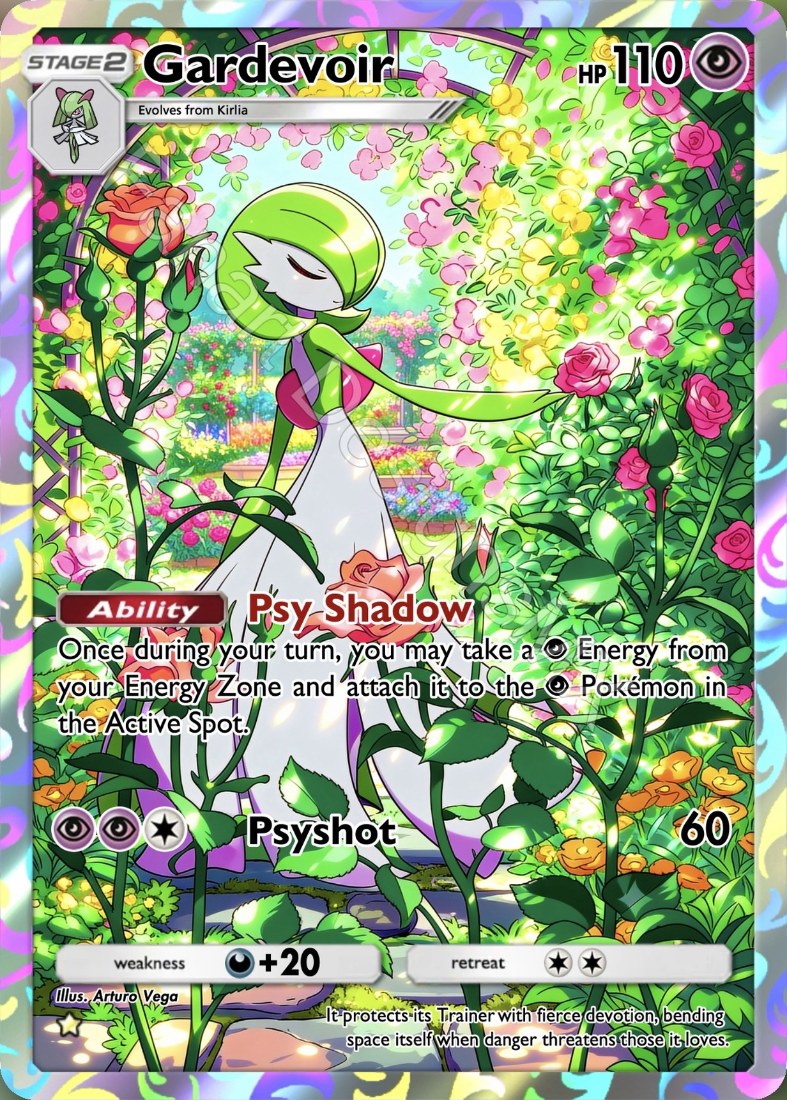 STAGE2 Gardevoir HP 110
Evolves from Kirlia
Ability Psy Shadow
Once during your turn, you may take a Energy from
your Energy Zone and attach it to the Pokémon in
the Active Spot.
Psyshot 60
weakness +20 retreat
Illus. Arturo Vega
It protects its Trainer with fierce devotion, bending
space itself when danger threatens those it loves.